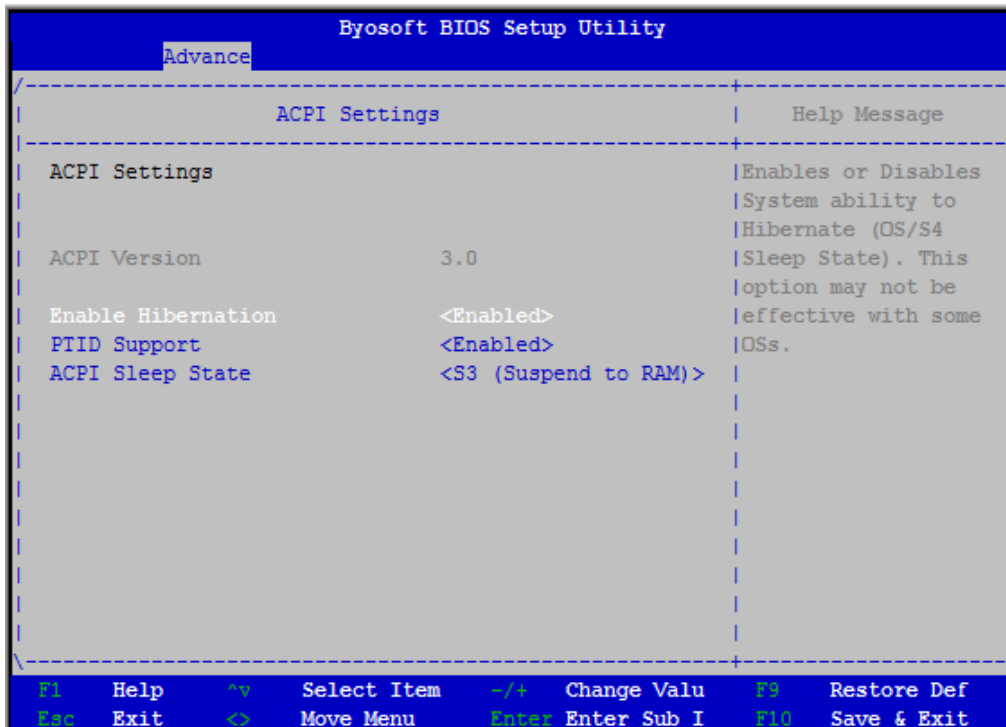 Byosoft BIOS Setup Utility
Advance
ACPI Settings
Help Message
ACPI Settings
ACPI Version 3.0
Enable Hibernation <Enabled>
PTID Support <Enabled>
ACPI Sleep State <S3 (Suspend to RAM)>
Enables or Disables
System ability to
Hibernate (OS/S4
Sleep State). This
option may not be
effective with some
OSs.
F1 Help ^v Select Item -/+ Change Valu F9 Restore Def
Esc Exit <> Move Menu Enter Enter Sub I F10 Save & Exit